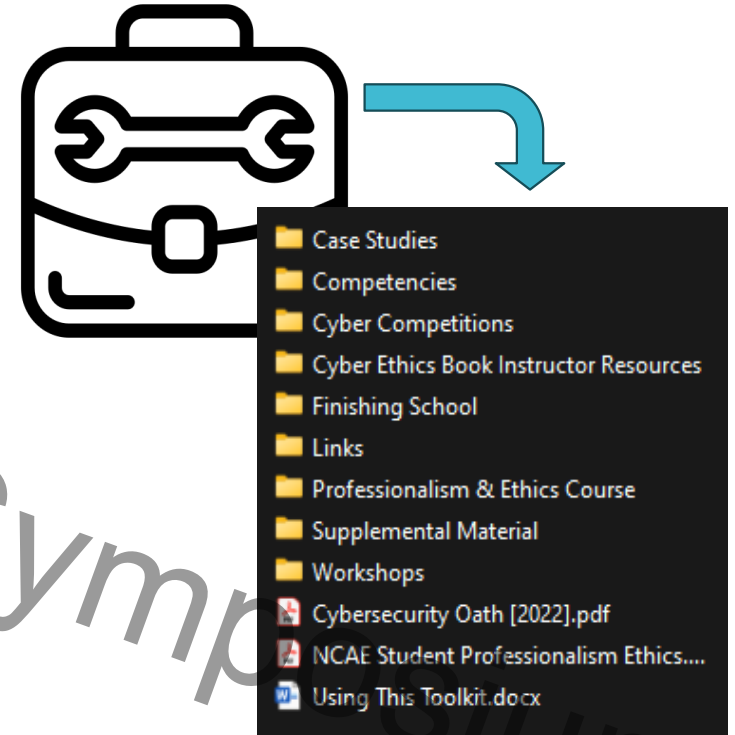 Case Studies
Competencies
Cyber Competitions
Cyber Ethics Book Instructor Resources
Finishing School
Links
Professionalism & Ethics Course
Supplemental Material
Workshops
Cybersecurity Oath [2022].pdf
NCAE Student Professionalism Ethics....
Using This Toolkit.docx
Symposium